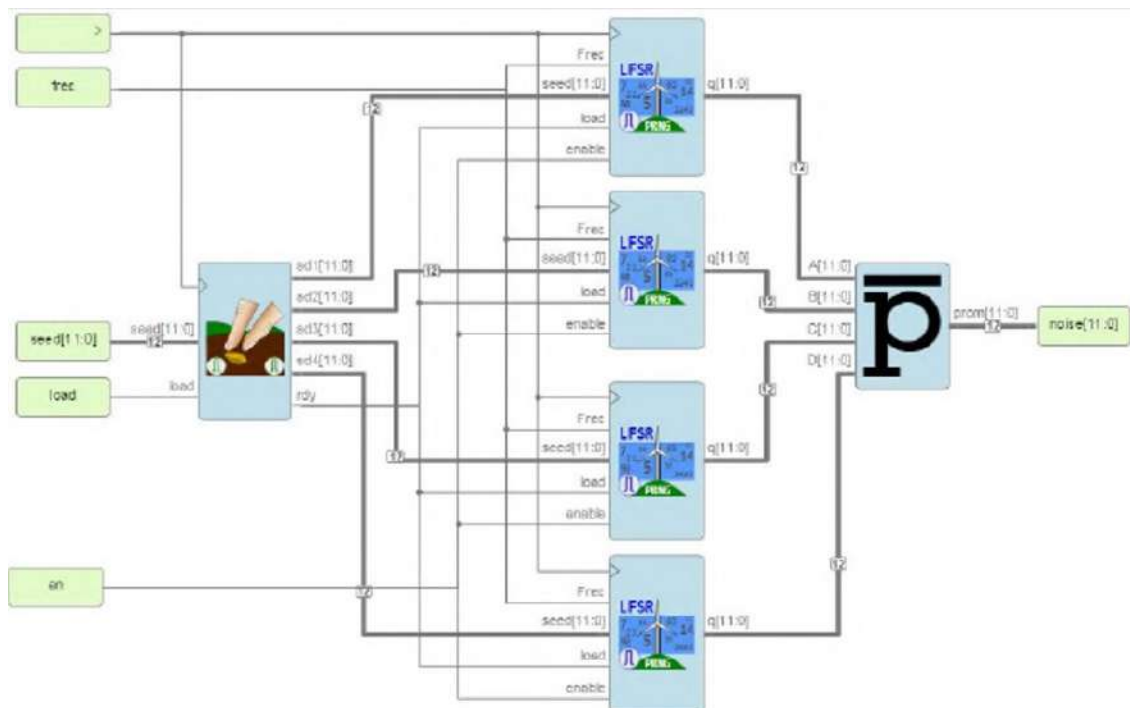 frec
seed[11:0]
load
en
seed[11:0]
12
load
sd1[11:0]
sd2[11:0]
sd3[11:0]
sd4[11:0]
rdy
12
12
12
12
Frec
seed[11:0]
load
enable
LFSR
PRNG
q[11:0]
12
Frec
seed[11:0]
load
enable
LFSR
PRNG
q[11:0]
12
Frec
seed[11:0]
load
enable
LFSR
PRNG
q[11:0]
12
Frec
seed[11:0]
load
enable
LFSR
PRNG
q[11:0]
12
A[11:0]
B[11:0]
C[11:0]
D[11:0]
p
prom[11:0]
12
noise[11:0]